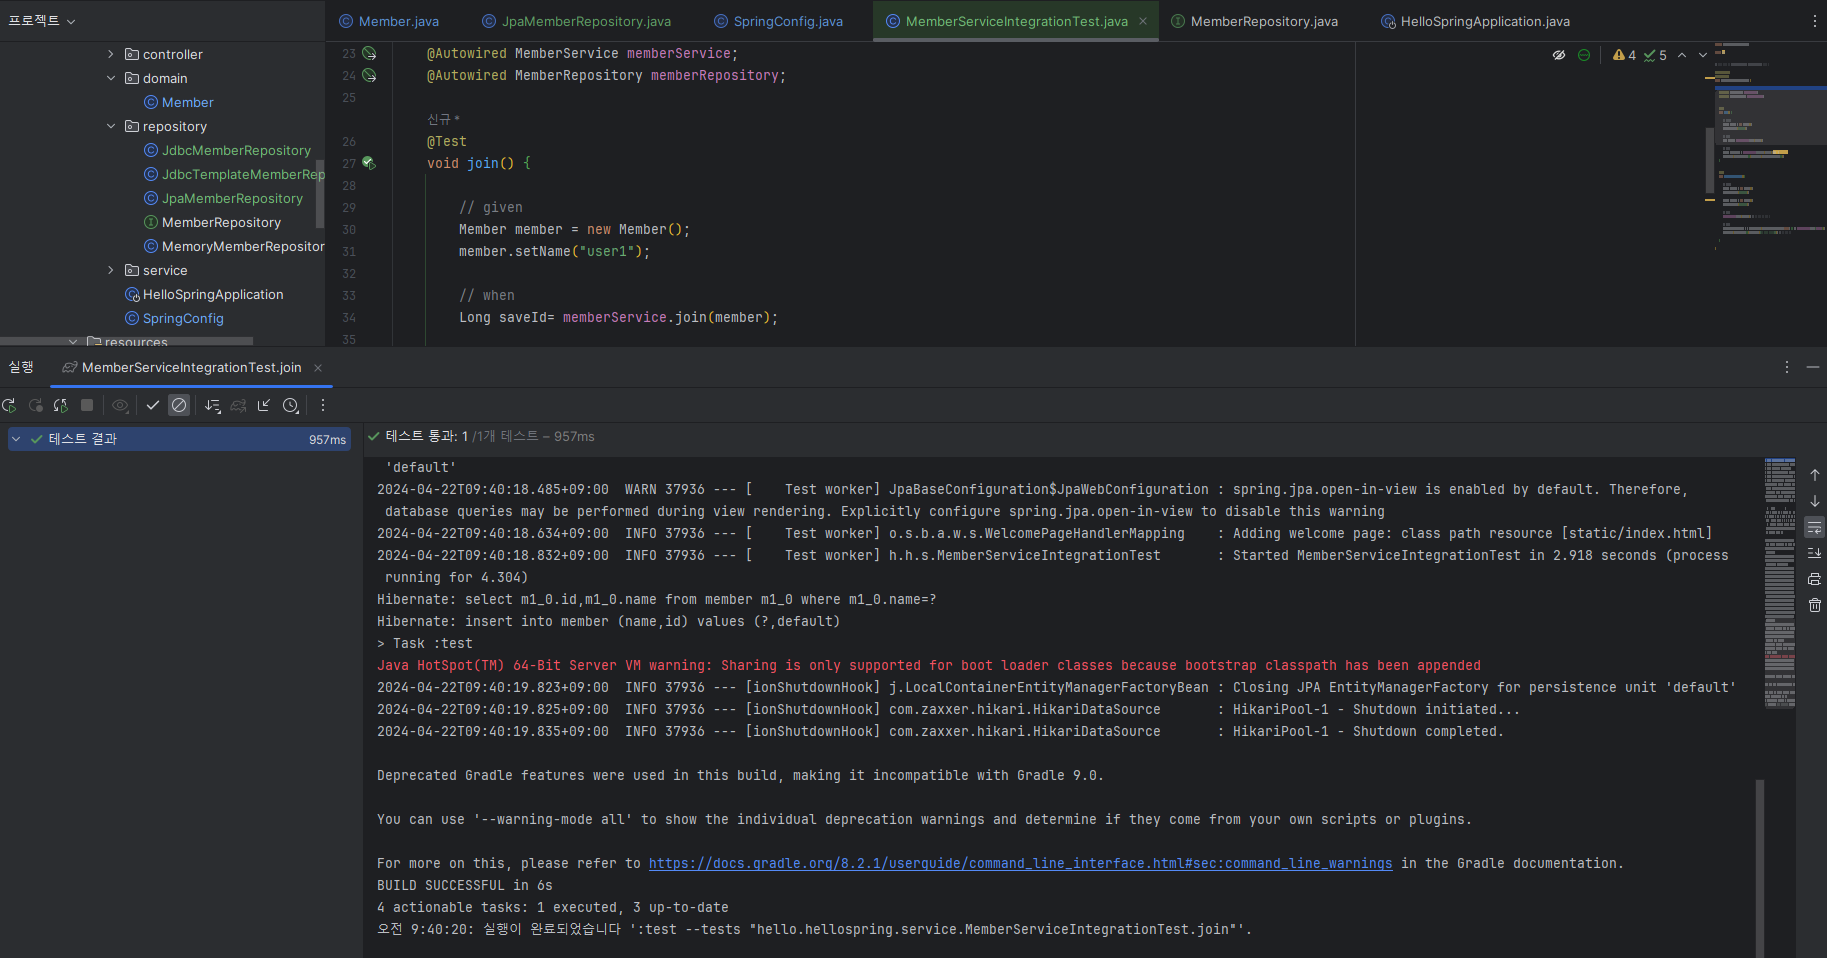 프로젝트
Member.java
JpaMemberRepository.java
SpringConfig.java
MemberServiceIntegrationTest.java
MemberRepository.java
HelloSpringApplication.java
controller
domain
Member
repository
JdbcMemberRepository
JdbcTemplateMemberRep
JpaMemberRepository
MemberRepository
MemoryMemberRepositor
service
HelloSpringApplication
SpringConfig
resources
4 5
23 @Autowired MemberService memberService;
24 @Autowired MemberRepository memberRepository;
25
신규 *
26 @Test
27 void join() {
28
29 // given
30 Member member = new Member();
31 member.setName("user1");
32
33 // when
34 Long saveId= memberService.join(member);
35
실행 MemberServiceIntegrationTest.join
테스트 결과 957ms
테스트 통과: 1 /1개 테스트 – 957ms
'default'
2024-04-22T09:40:18.485+09:00  WARN 37936 --- [    Test worker] JpaBaseConfiguration$JpaWebConfiguration : spring.jpa.open-in-view is enabled by default. Therefore,
database queries may be performed during view rendering. Explicitly configure spring.jpa.open-in-view to disable this warning
2024-04-22T09:40:18.634+09:00  INFO 37936 --- [    Test worker] o.s.b.a.w.s.WelcomePageHandlerMapping    : Adding welcome page: class path resource [static/index.html]
2024-04-22T09:40:18.832+09:00  INFO 37936 --- [    Test worker] h.h.s.MemberServiceIntegrationTest       : Started MemberServiceIntegrationTest in 2.918 seconds (process
running for 4.304)
Hibernate: select m1_0.id,m1_0.name from member m1_0 where m1_0.name=?
Hibernate: insert into member (name,id) values (?,default)
> Task :test
Java HotSpot(TM) 64-Bit Server VM warning: Sharing is only supported for boot loader classes because bootstrap classpath has been appended
2024-04-22T09:40:19.823+09:00  INFO 37936 --- [ionShutdownHook] j.LocalContainerEntityManagerFactoryBean : Closing JPA EntityManagerFactory for persistence unit 'default'
2024-04-22T09:40:19.825+09:00  INFO 37936 --- [ionShutdownHook] com.zaxxer.hikari.HikariDataSource       : HikariPool-1 - Shutdown initiated...
2024-04-22T09:40:19.835+09:00  INFO 37936 --- [ionShutdownHook] com.zaxxer.hikari.HikariDataSource       : HikariPool-1 - Shutdown completed.
Deprecated Gradle features were used in this build, making it incompatible with Gradle 9.0.
You can use '--warning-mode all' to show the individual deprecation warnings and determine if they come from your own scripts or plugins.
For more on this, please refer to https://docs.gradle.org/8.2.1/userguide/command_line_interface.html#sec:command_line_warnings in the Gradle documentation.
BUILD SUCCESSFUL in 6s
4 actionable tasks: 1 executed, 3 up-to-date
오전 9:40:20: 실행이 완료되었습니다 ':test --tests "hello.hellospring.service.MemberServiceIntegrationTest.join"'.